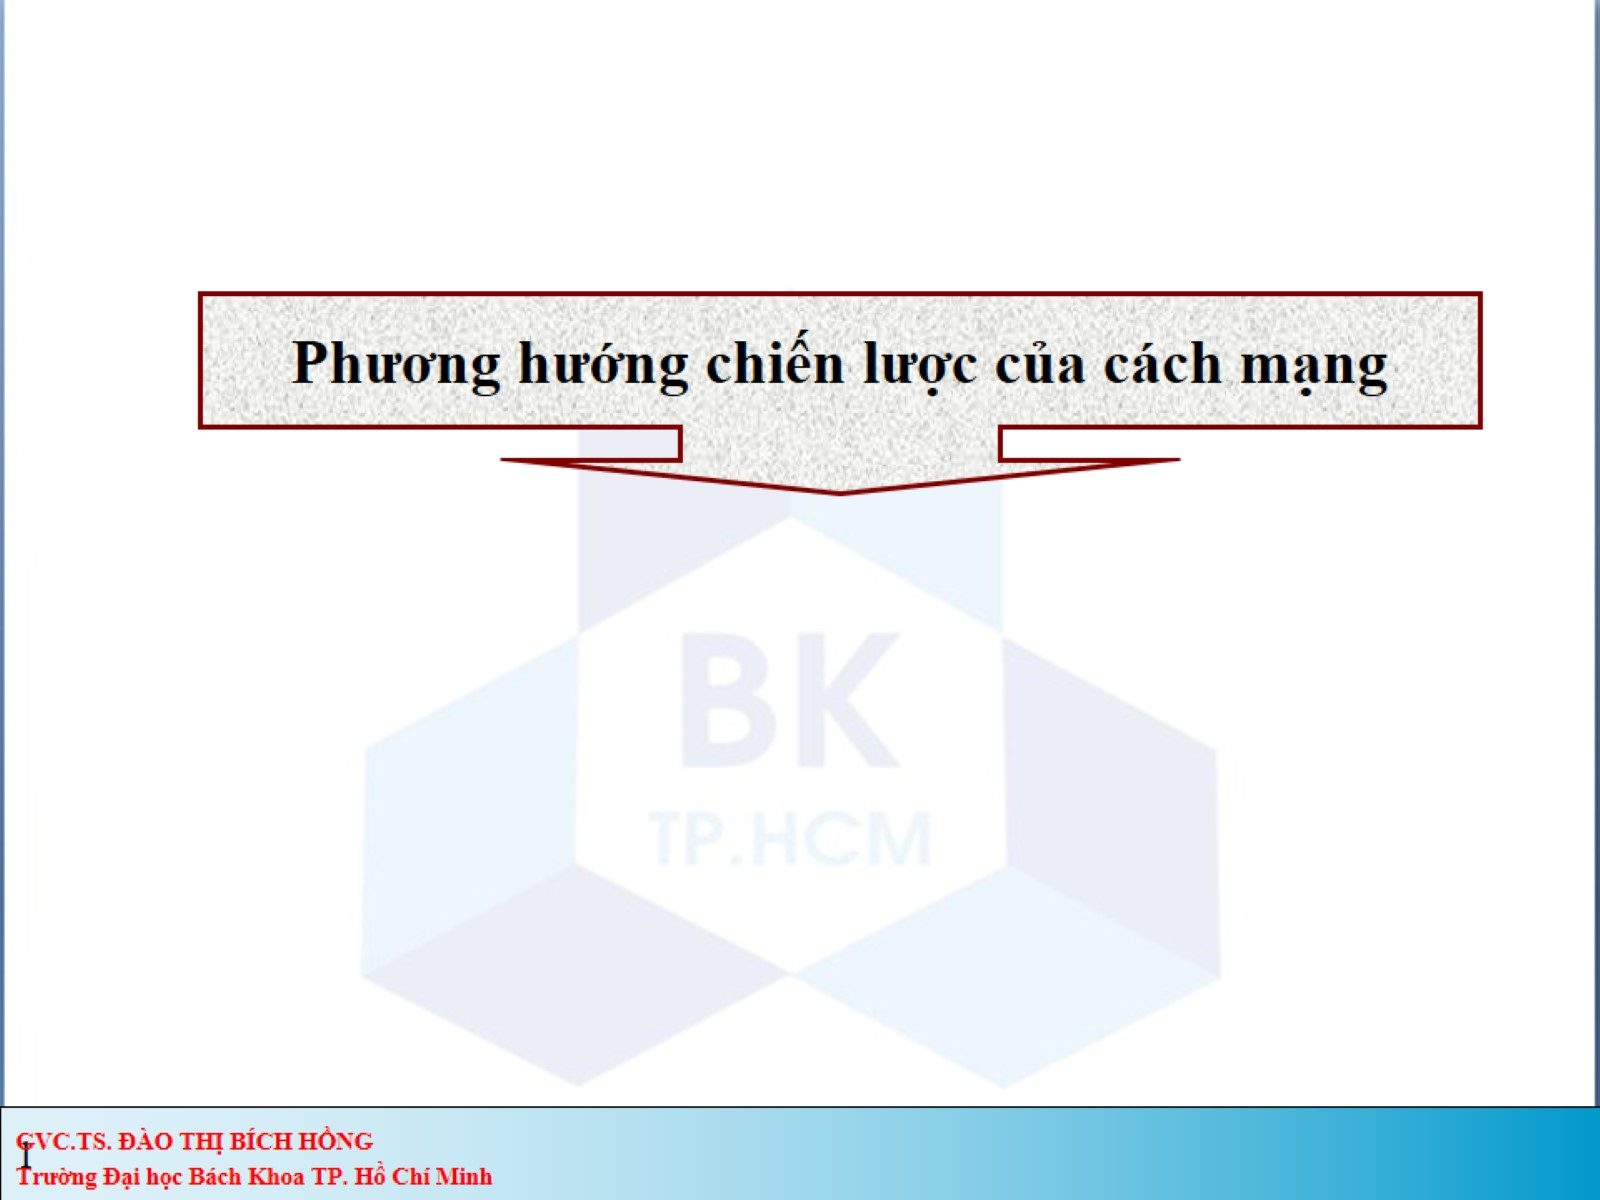 Phương hướng chiến lược của cách mạng
BK
TP.HCM
GVC.TS. ĐÀO THỊ BÍCH HỒNG
1
Trường Đại học Bách Khoa TP. Hồ Chí Minh